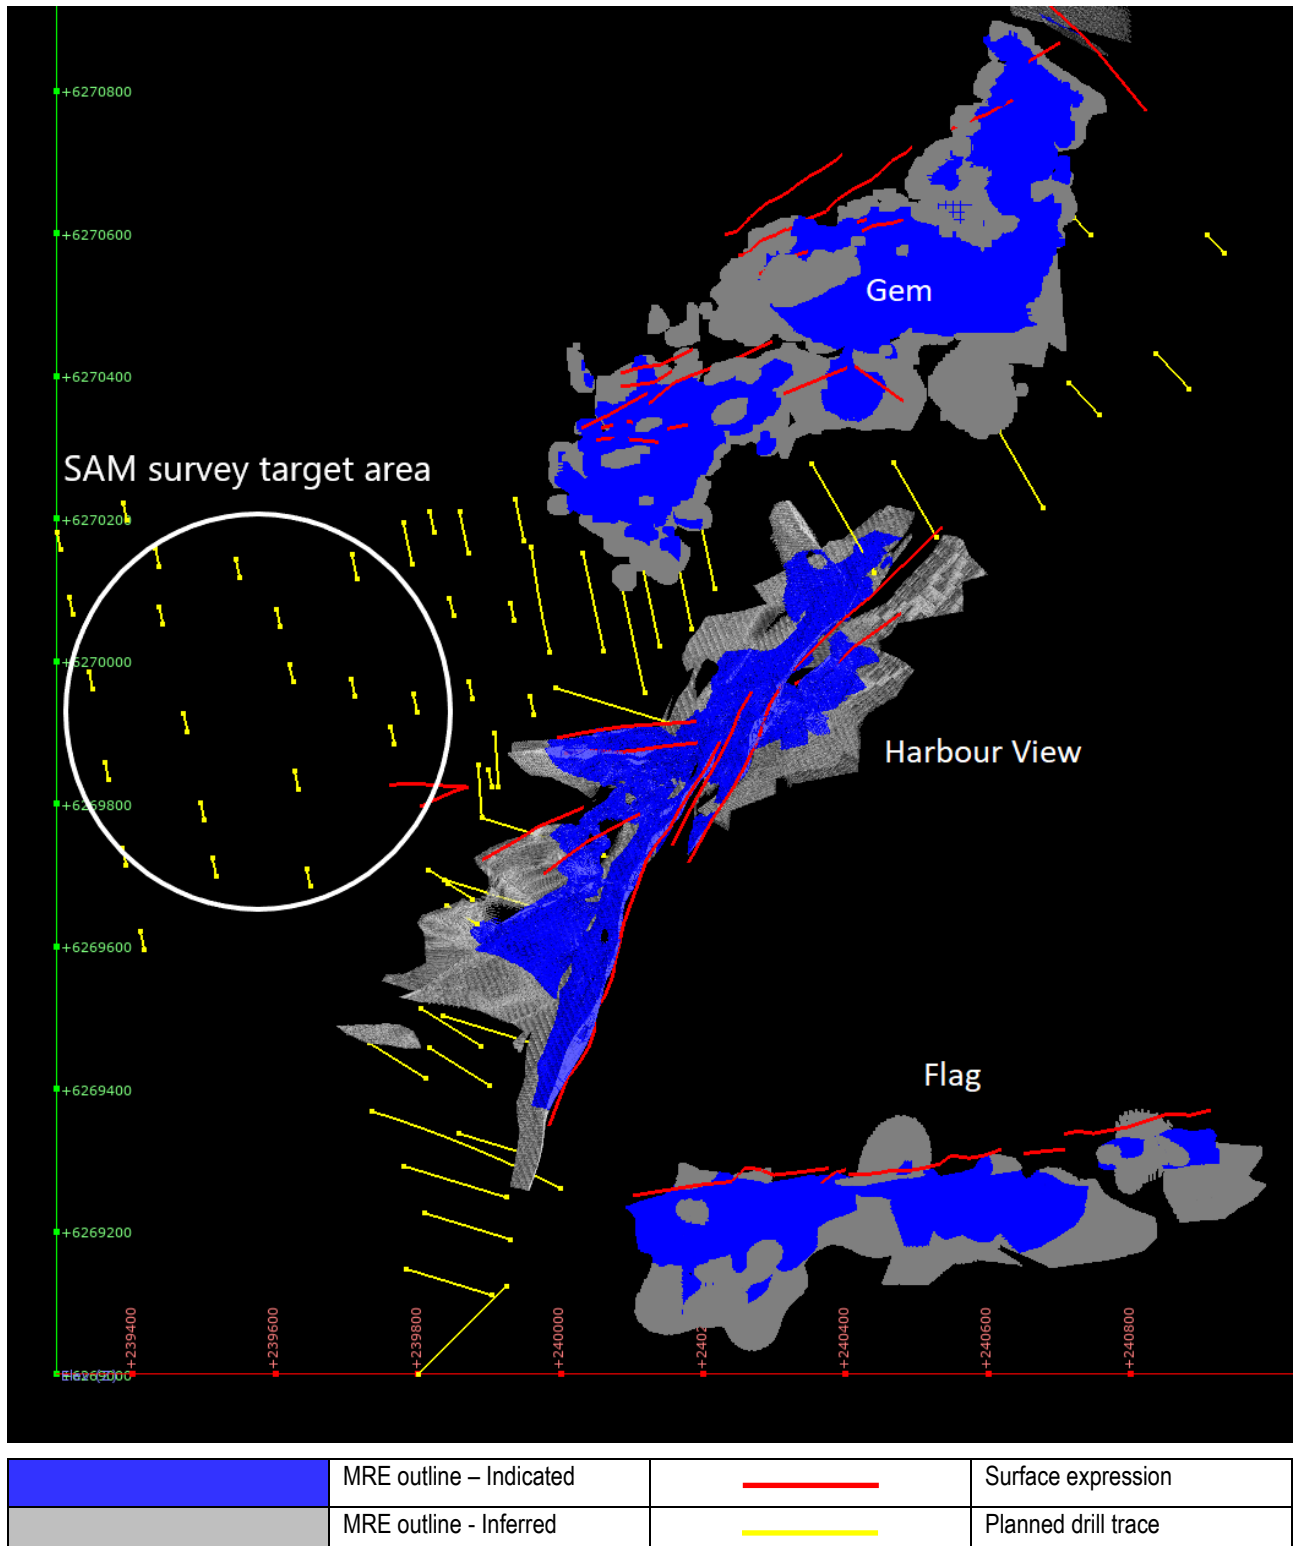 +6270800
+6270600
Gem
+6270400
SAM survey target area
+6270200
+6270000
Harbour View
+6269800
+6269600
Flag
+6269400
+6269200
+239400
+239600
+239800
+240000
+240400
+240600
+240800
+6269000
MRE outline – Indicated
Surface expression
MRE outline - Inferred
Planned drill trace